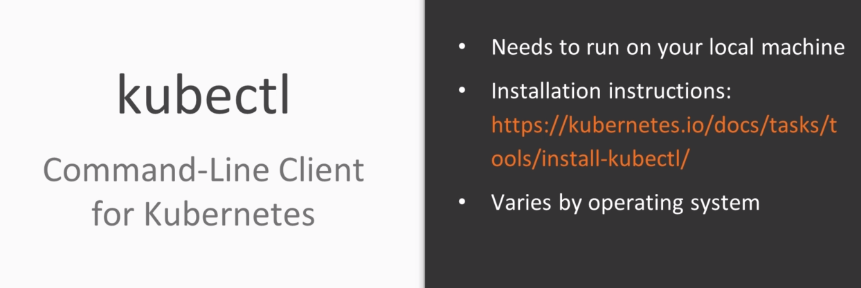 kubectl
Command-Line Client
for Kubernetes
• Needs to run on your local machine
• Installation instructions:
https://kubernetes.io/docs/tasks/t
ools/install-kubectl/
• Varies by operating system